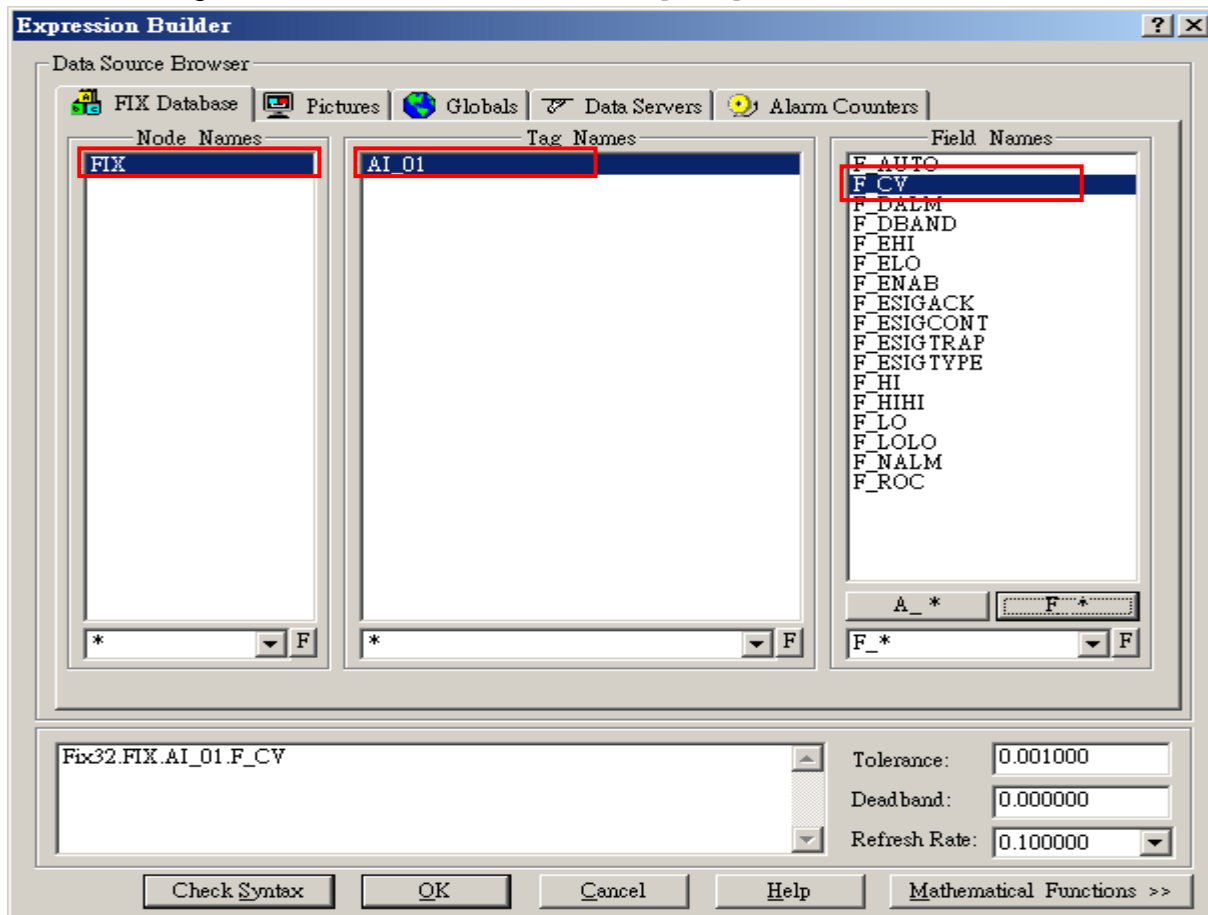 Expression Builder
Data Source Browser
FIX Database
Pictures
Globals
Data Servers
Alarm Counters
Node Names
Tag Names
Field Names
FIX
AI_01
F_AUTO
F_CV
F_DALM
F_DBAND
F_EHI
F_ELO
F_ENAB
F_ESIGACK
F_ESIGCONT
F_ESIGTRAP
F_ESIGTYPE
F_HI
F_HIHI
F_LO
F_LOLO
F_NALM
F_ROC
A_* F_*
* F
* F
F_* F
Fix32.FIX.AI_01.F_CV
Tolerance: 0.001000
Deadband: 0.000000
Refresh Rate: 0.100000
Check Syntax
OK
Cancel
Help
Mathematical Functions >>